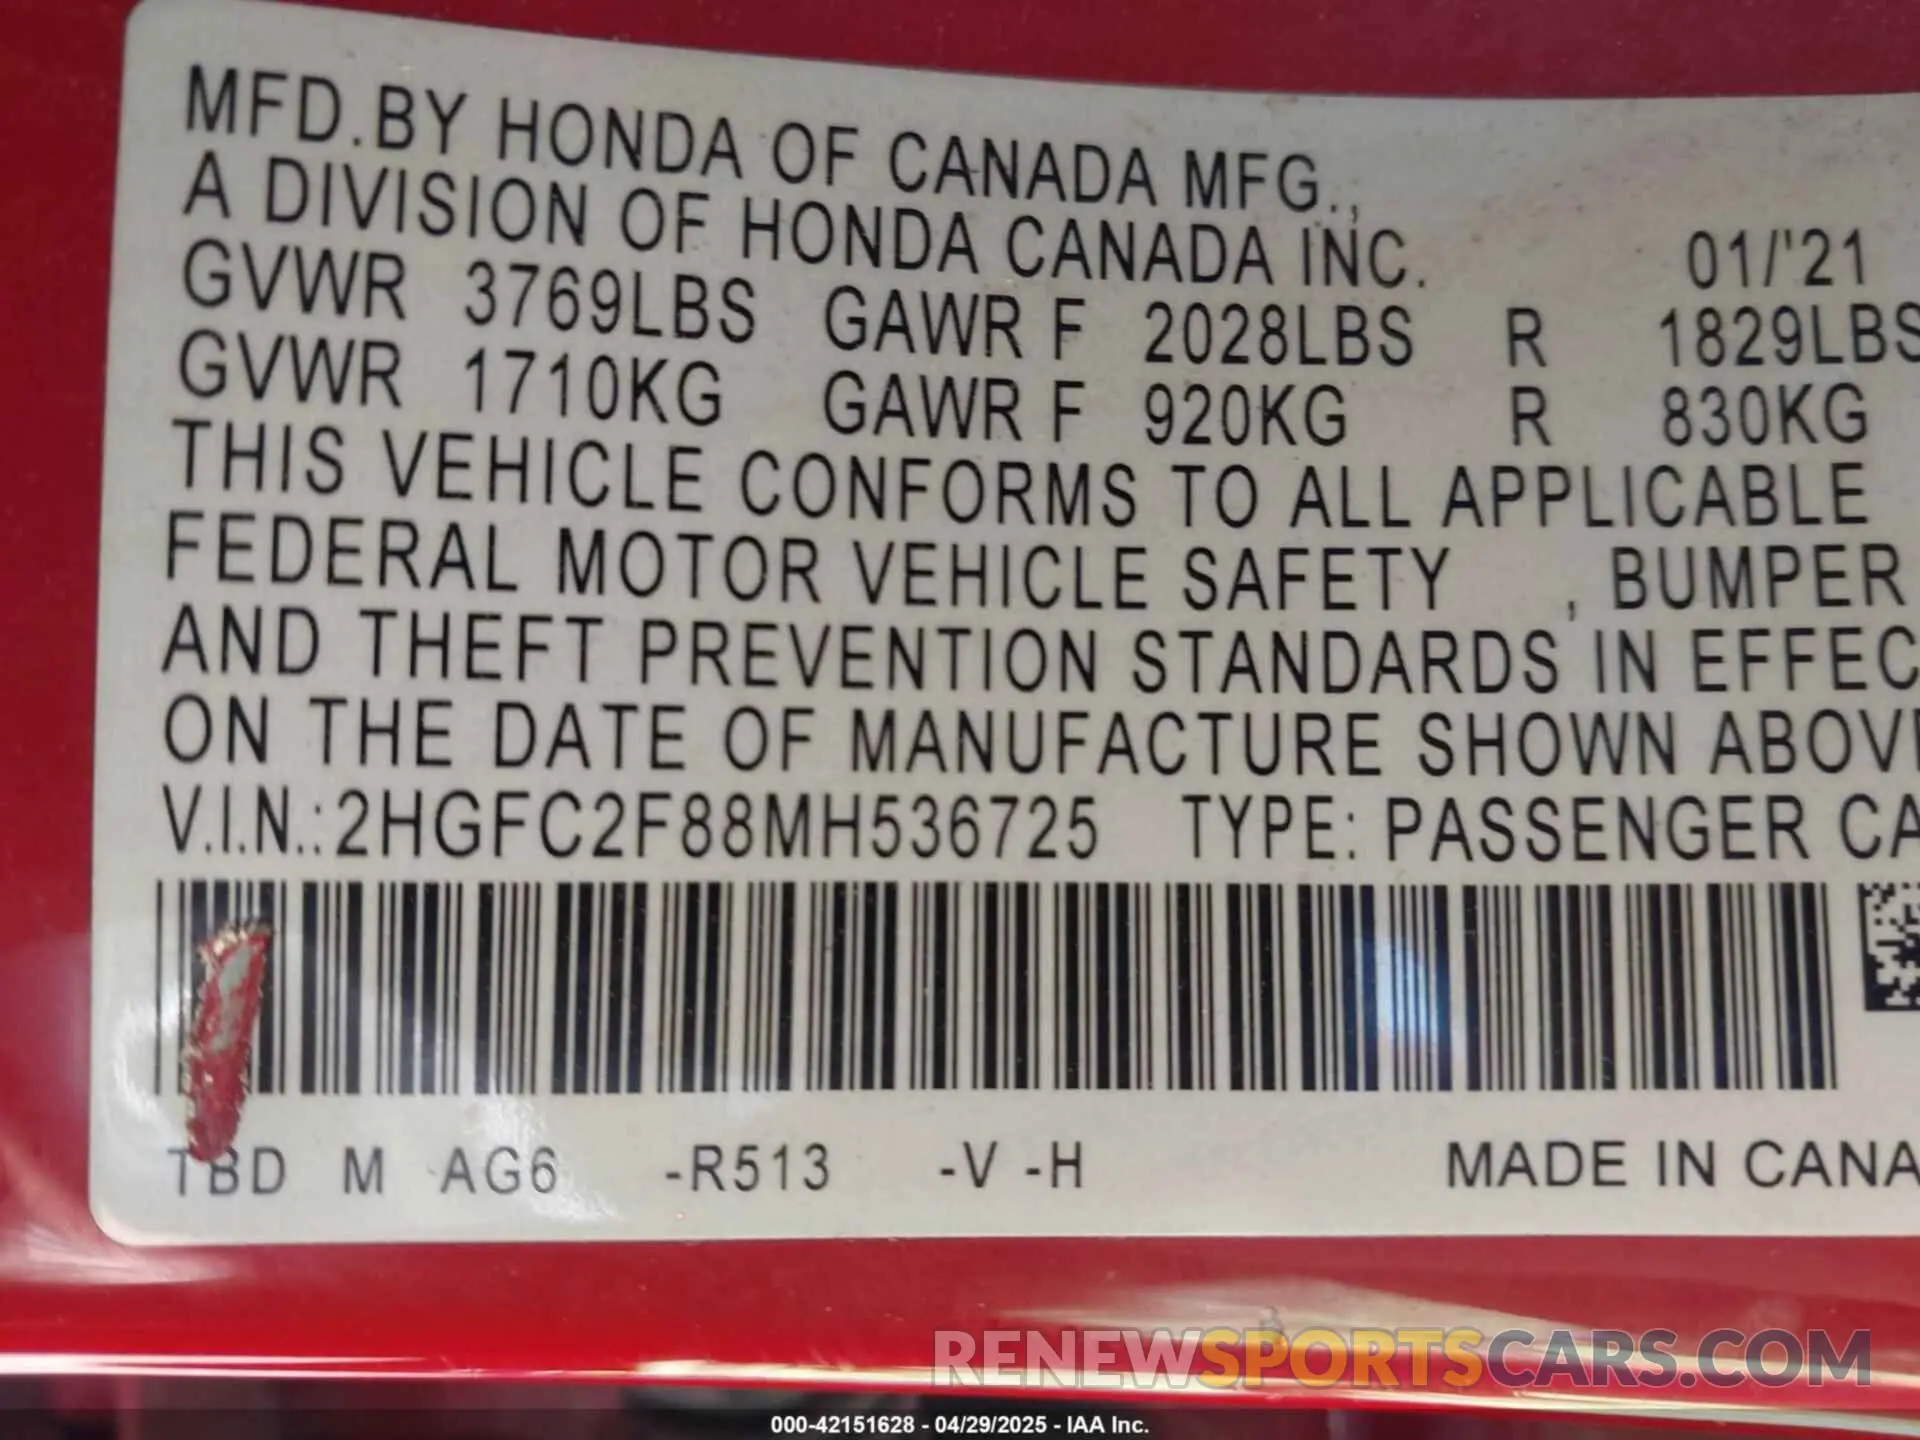 MFD.BY HONDA OF CANADA MFG.,
A DIVISION OF HONDA CANADA INC. 01/'21
GVWR 3769LBS GAWR F 2028LBS R 1829LBS
GVWR 1710KG GAWR F 920KG R 830KG
THIS VEHICLE CONFORMS TO ALL APPLICABLE
FEDERAL MOTOR VEHICLE SAFETY , BUMPER
AND THEFT PREVENTION STANDARDS IN EFFEC
ON THE DATE OF MANUFACTURE SHOWN ABOVE
V.I.N.:2HGFC2F88MH536725 TYPE: PASSENGER CA
TBD M AG6 -R513 -V -H MADE IN CANA
RENEWSPORTSCARS.COM
000-42151628 - 04/29/2025 - IAA Inc.